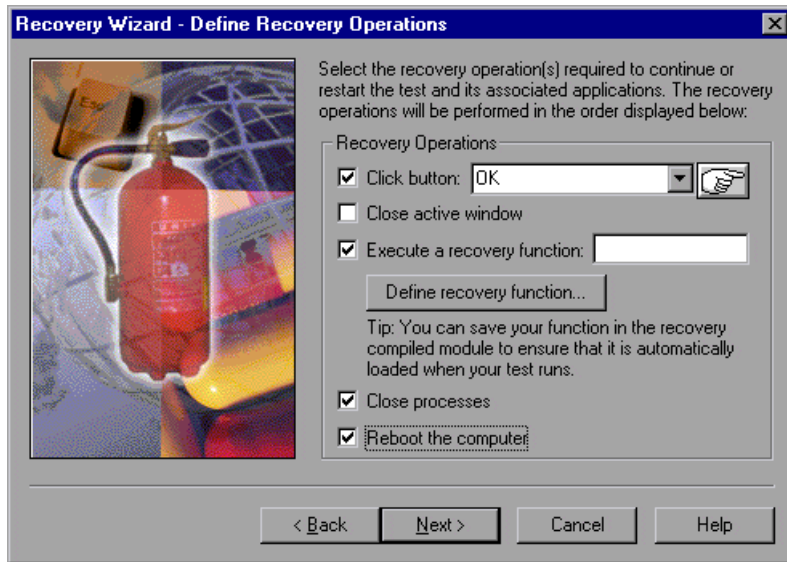 Recovery Wizard - Define Recovery Operations
Select the recovery operation(s) required to continue or
restart the test and its associated applications. The recovery
operations will be performed in the order displayed below:
Recovery Operations
Click button: OK
Close active window
Execute a recovery function:
Define recovery function...
Tip: You can save your function in the recovery
compiled module to ensure that it is automatically
loaded when your test runs.
Close processes
Reboot the computer
< Back Next > Cancel Help
Esc